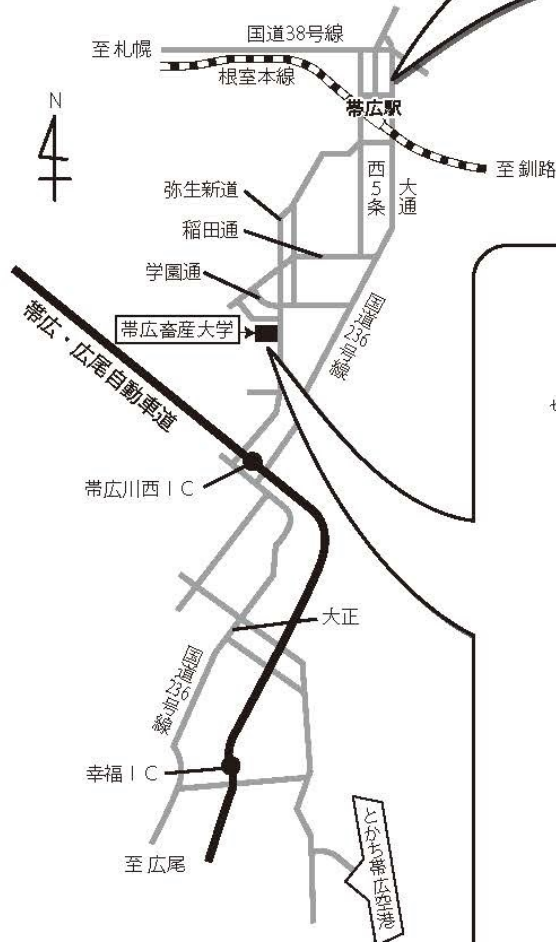 国道38号線
至札幌
根室本線
N
帯広駅
至釧路
西5条
大通
弥生新道
稲田通
学園通
国道236号線
帯広畜産大学
帯広・広尾自動車道
帯広川西IC
大正
国道236号線
幸福IC
とかち帯広空港
至広尾